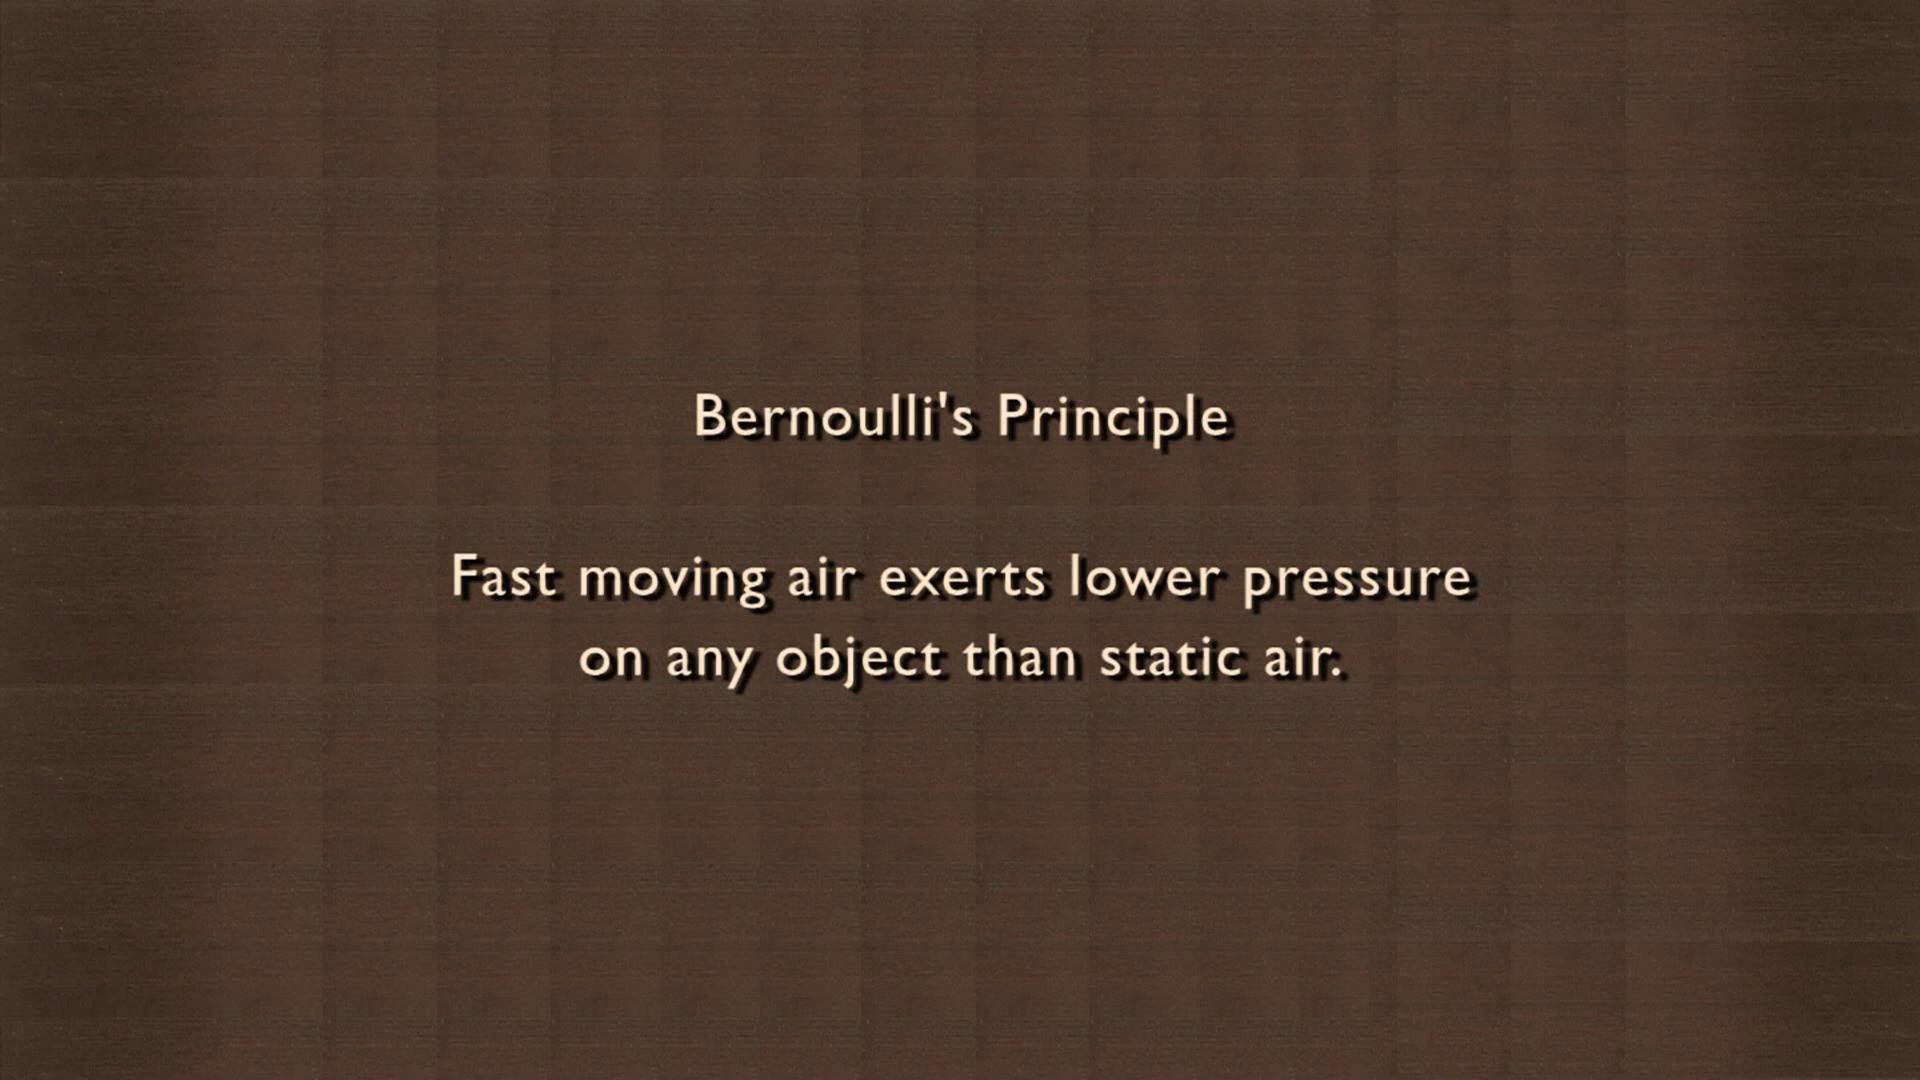 Bernoulli's Principle
Fast moving air exerts lower pressure
on any object than static air.